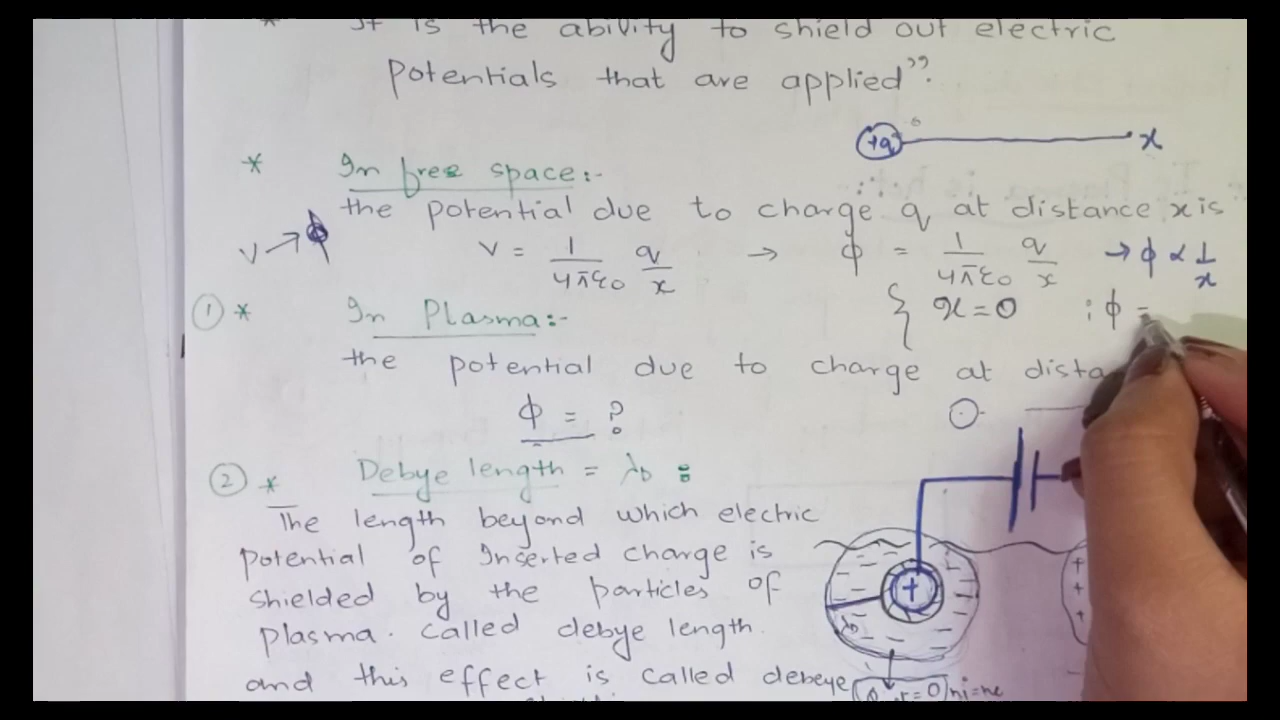 * It is the ability to shield out electric
potentials that are applied".
+q x
* In free space:-
the potential due to charge q at distance x is
V → ϕ V = 1/4πε0 q/x → ϕ = 1/4πε0 q/x → ϕ ∝ 1/x
{ x=0 ; ϕ =
① * In Plasma:-
the potential due to charge at dista
ϕ = ?
② * Debye length = λD :
The length beyond which electric
potential of Inserted charge is
shielded by the particles of
plasma. called debye length.
and this effect is called debeye
+
λD
+
+
+
ni=ne